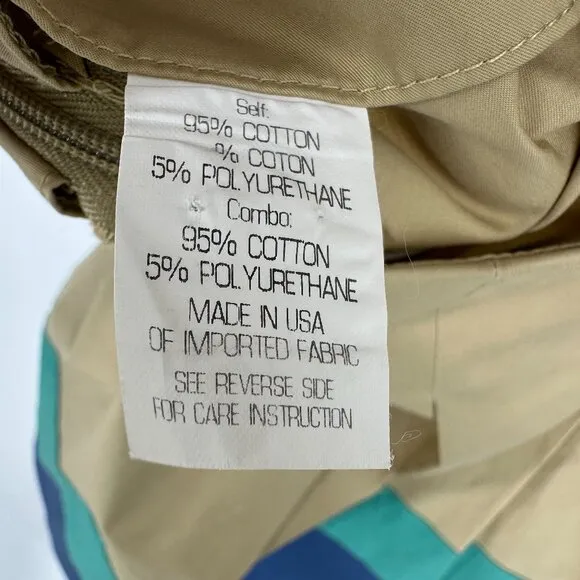 Self:
95% COTTON
% COTON
5% POLYURETHANE
Combo:
95% COTTON
5% POLYURETHANE
MADE IN USA
OF IMPORTED FABRIC
SEE REVERSE SIDE
FOR CARE INSTRUCTION